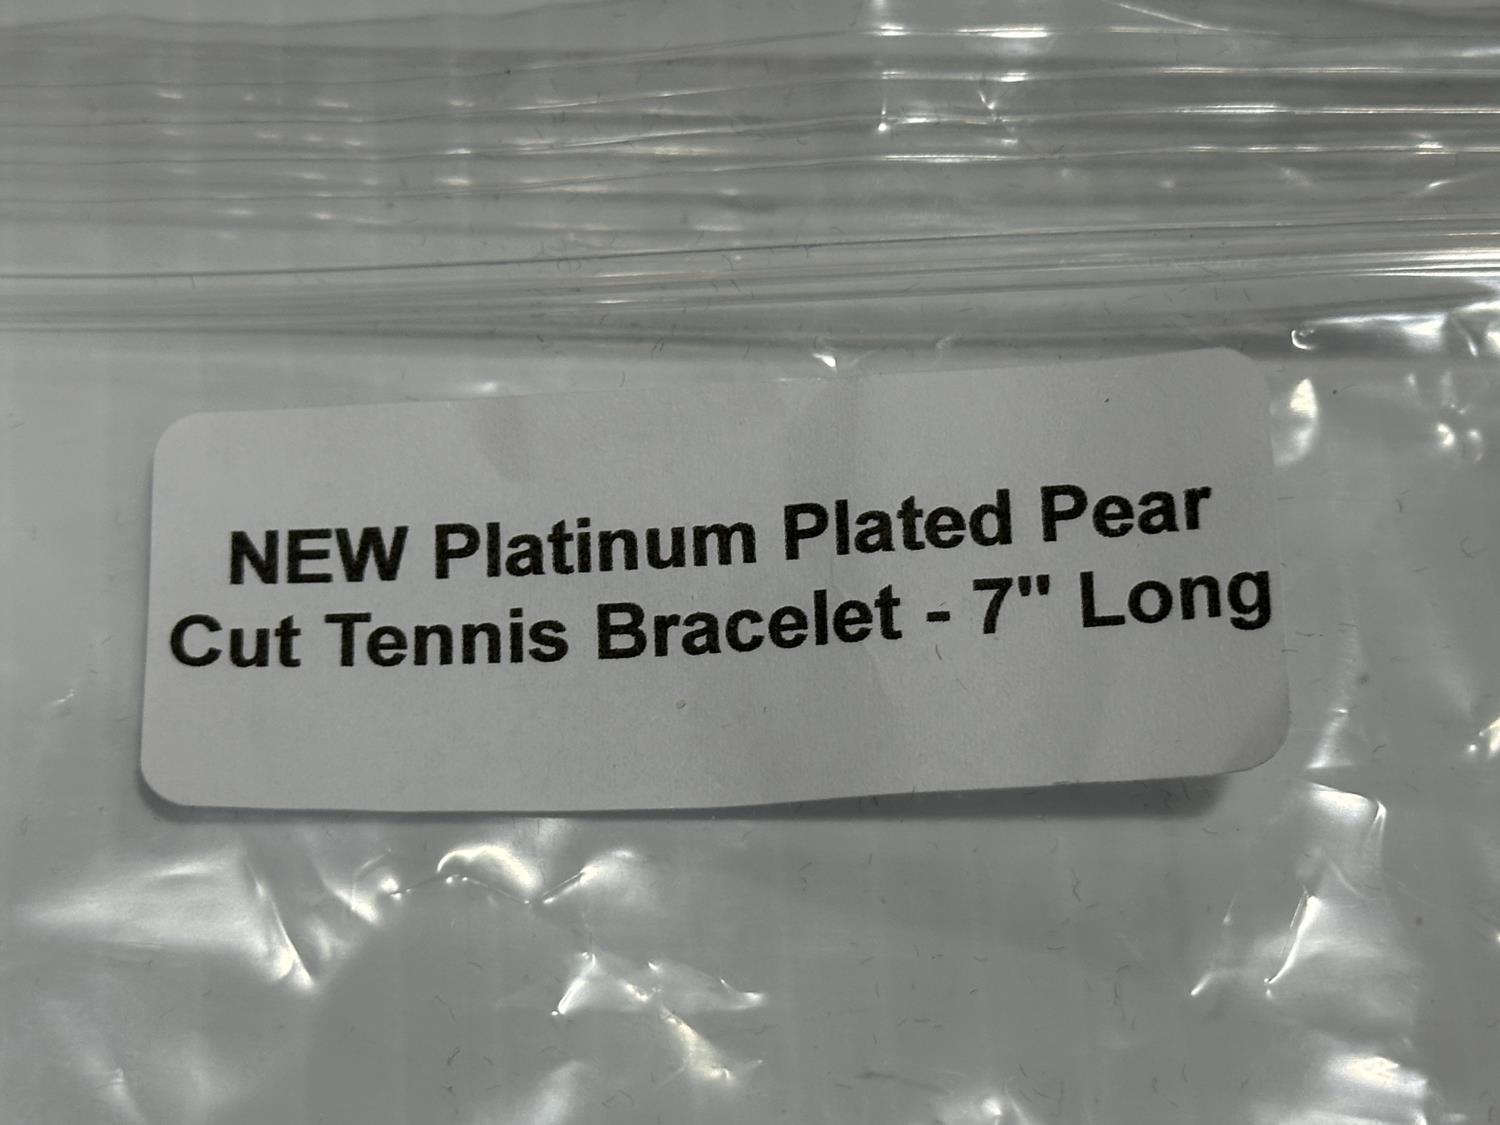 NEW Platinum Plated Pear
Cut Tennis Bracelet - 7" Long